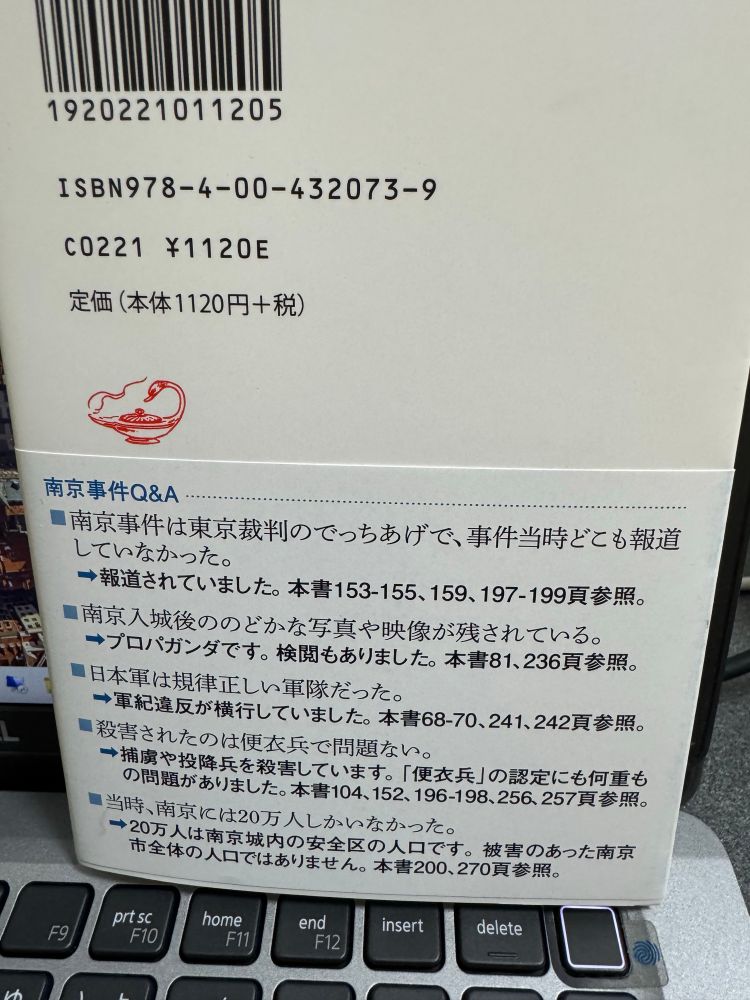 1920221011205
ISBN978-4-00-432073-9
C0221 ¥1120E
定価(本体1120円+税)
南京事件Q&A
南京事件は東京裁判のでっちあげで、事件当時どこも報道
していなかった。
➡報道されていました。本書153-155、159、197-199頁参照。
南京入城後ののどかな写真や映像が残されている。
➡プロパガンダです。検閲もありました。本書81、236頁参照。
日本軍は規律正しい軍隊だった。
➡軍紀違反が横行していました。本書68-70、241、242頁参照。
殺害されたのは便衣兵で問題ない。
➡捕虜や投降兵を殺害しています。「便衣兵」の認定にも何重も
の問題がありました。本書104、152、196-198、256、257頁参照。
当時、南京には20万人しかいなかった。
➡20万人は南京城内の安全区の人口です。被害のあった南京
市全体の人口ではありません。本書200、270頁参照。
F9
prt sc
F10
home
F11
end
F12
insert
delete